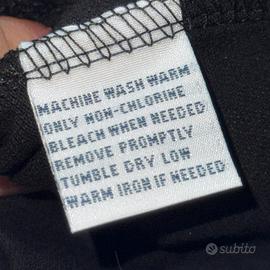 MACHINE WASH WARM
ONLY NON-CHLORINE
BLEACH WHEN NEEDED
REMOVE PROMPTLY
TUMBLE DRY LOW
WARM IRON IF NEEDED
subito